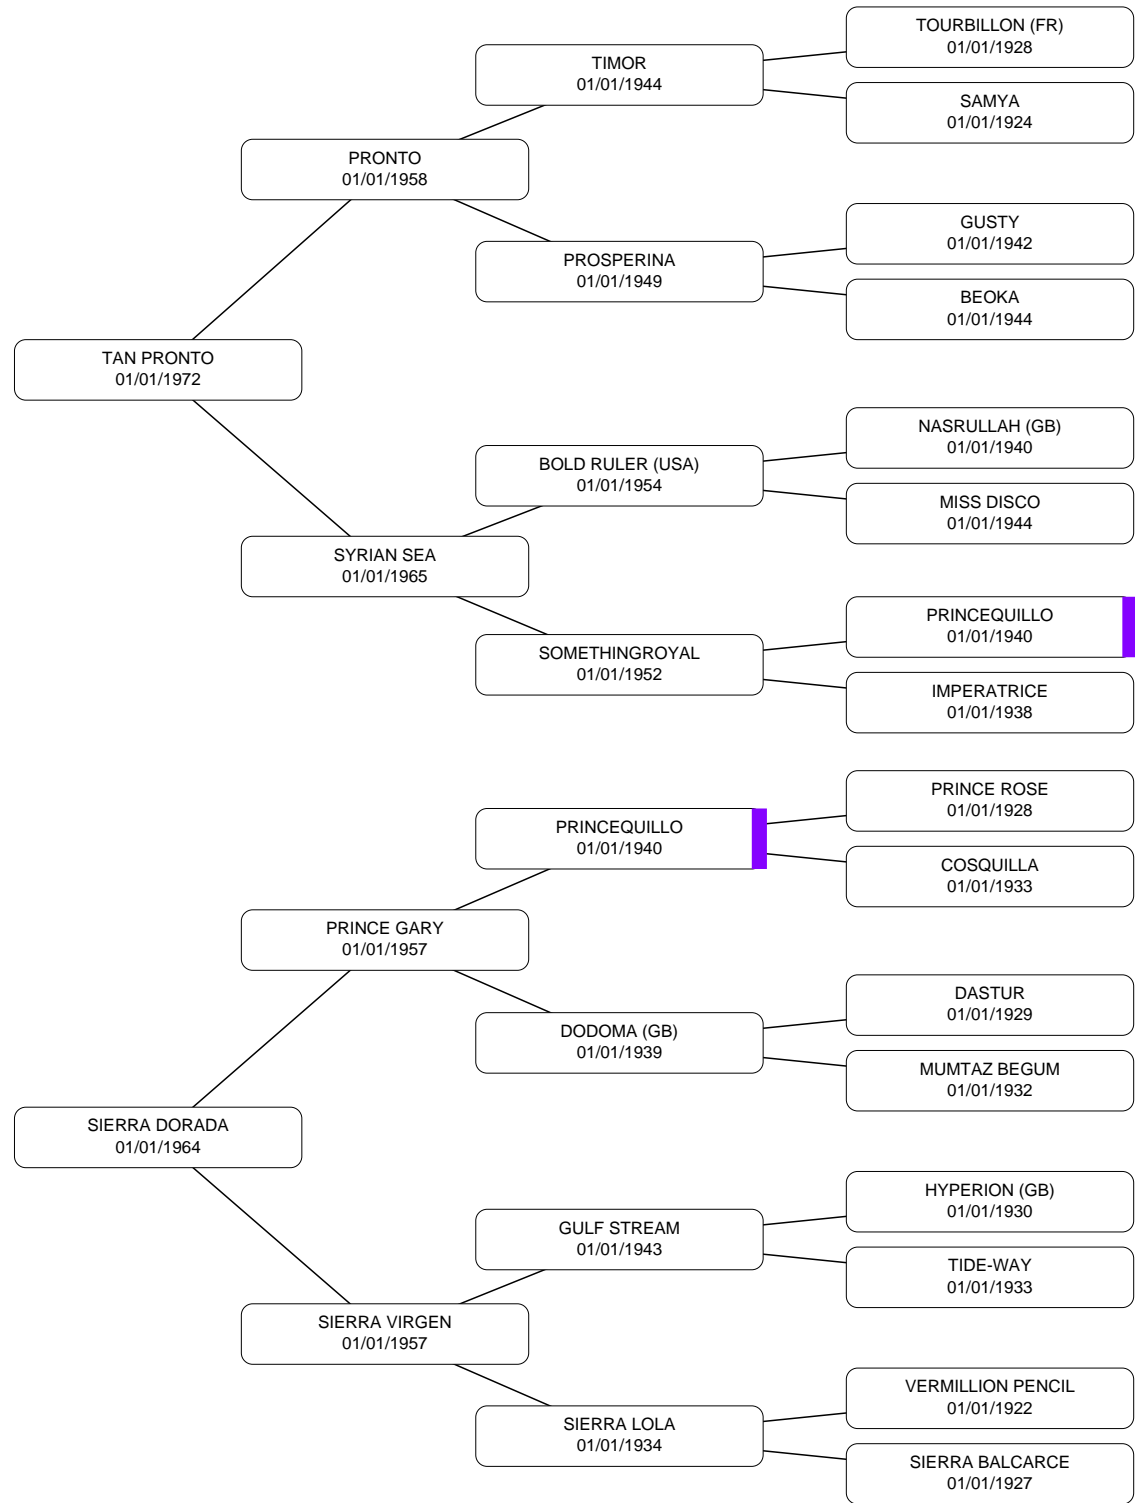 TOURBILLON (FR)
01/01/1928
TIMOR
01/01/1944
SAMYA
01/01/1924
PRONTO
01/01/1958
GUSTY
01/01/1942
PROSPERINA
01/01/1949
BEOKA
01/01/1944
TAN PRONTO
01/01/1972
NASRULLAH (GB)
01/01/1940
BOLD RULER (USA)
01/01/1954
MISS DISCO
01/01/1944
SYRIAN SEA
01/01/1965
PRINCEQUILLO
01/01/1940
SOMETHINGROYAL
01/01/1952
IMPERATRICE
01/01/1938
PRINCE ROSE
01/01/1928
PRINCEQUILLO
01/01/1940
COSQUILLA
01/01/1933
PRINCE GARY
01/01/1957
DASTUR
01/01/1929
DODOMA (GB)
01/01/1939
MUMTAZ BEGUM
01/01/1932
SIERRA DORADA
01/01/1964
HYPERION (GB)
01/01/1930
GULF STREAM
01/01/1943
TIDE-WAY
01/01/1933
SIERRA VIRGEN
01/01/1957
VERMILLION PENCIL
01/01/1922
SIERRA LOLA
01/01/1934
SIERRA BALCARCE
01/01/1927